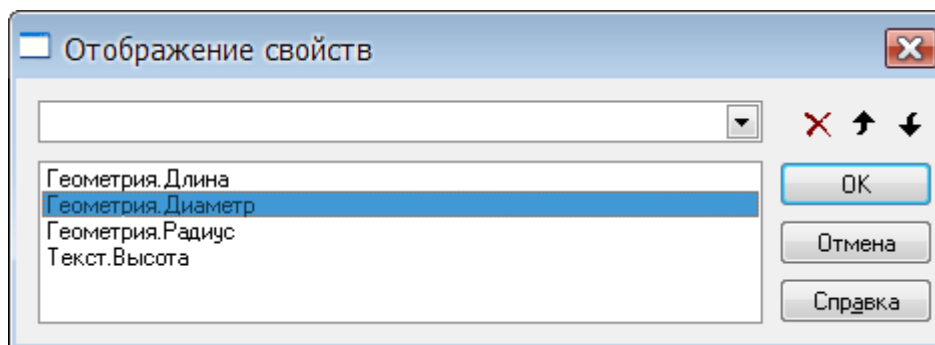 Отображение свойств
Геометрия.Длина
Геометрия.Диаметр
Геометрия.Радиус
Текст.Высота
OK
Отмена
Справка